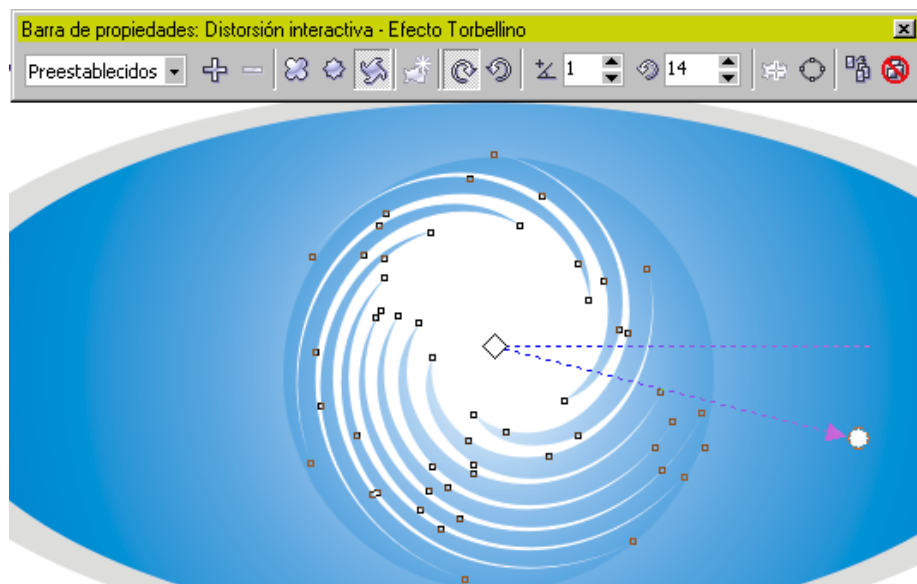 Barra de propiedades: Distorsión interactiva - Efecto Torbellino
Preestablecidos 1 14